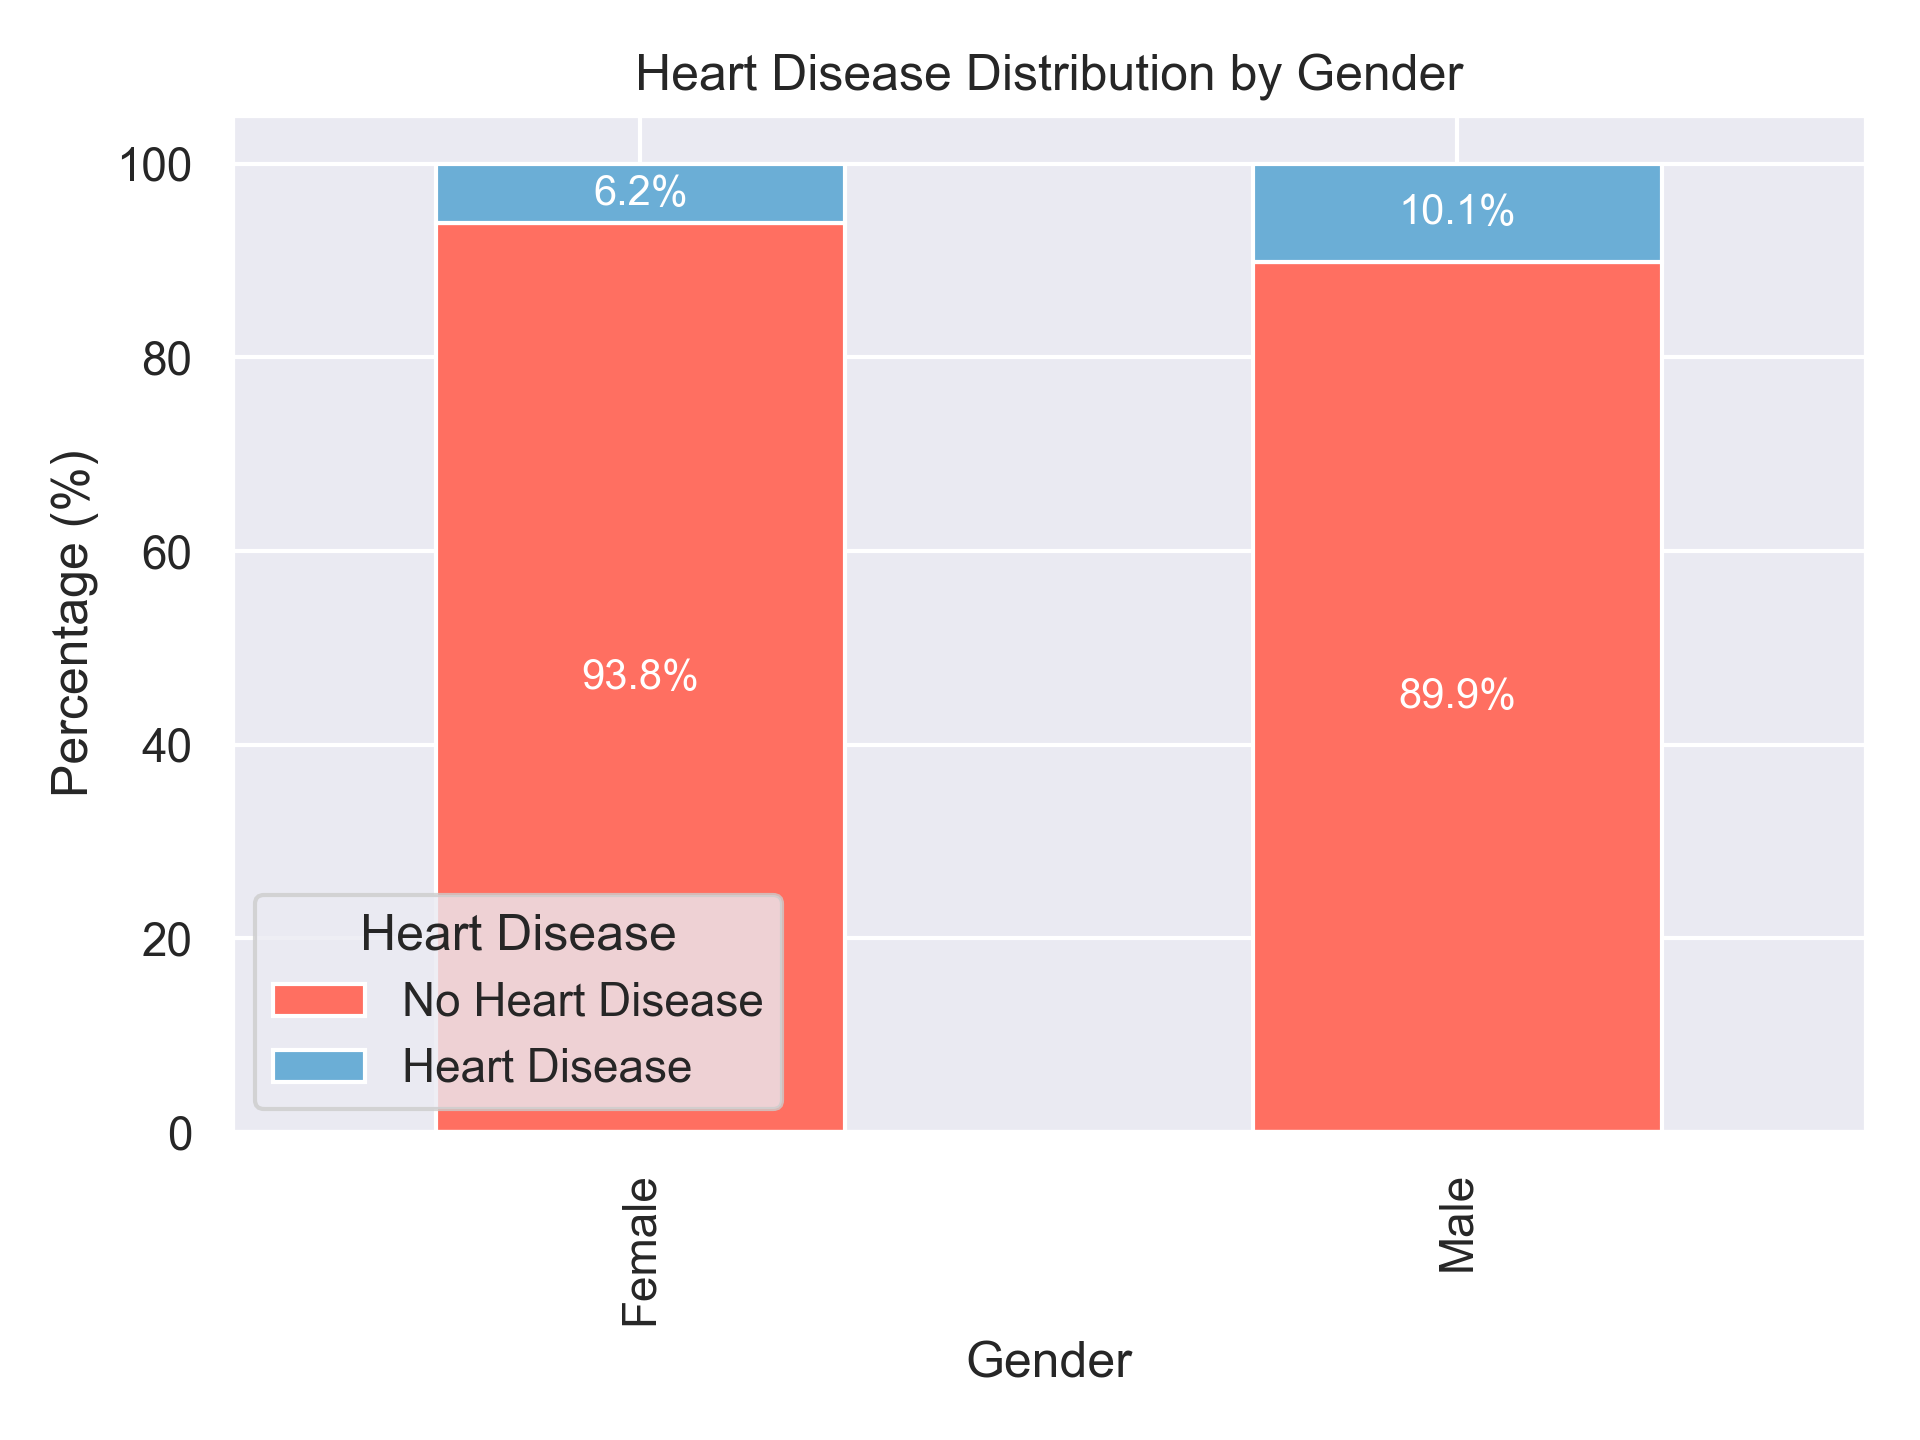 Heart Disease Distribution by Gender
100
80
60
40
20
0
Percentage (%)
6.2%
93.8%
10.1%
89.9%
Heart Disease
No Heart Disease
Heart Disease
Female
Male
Gender